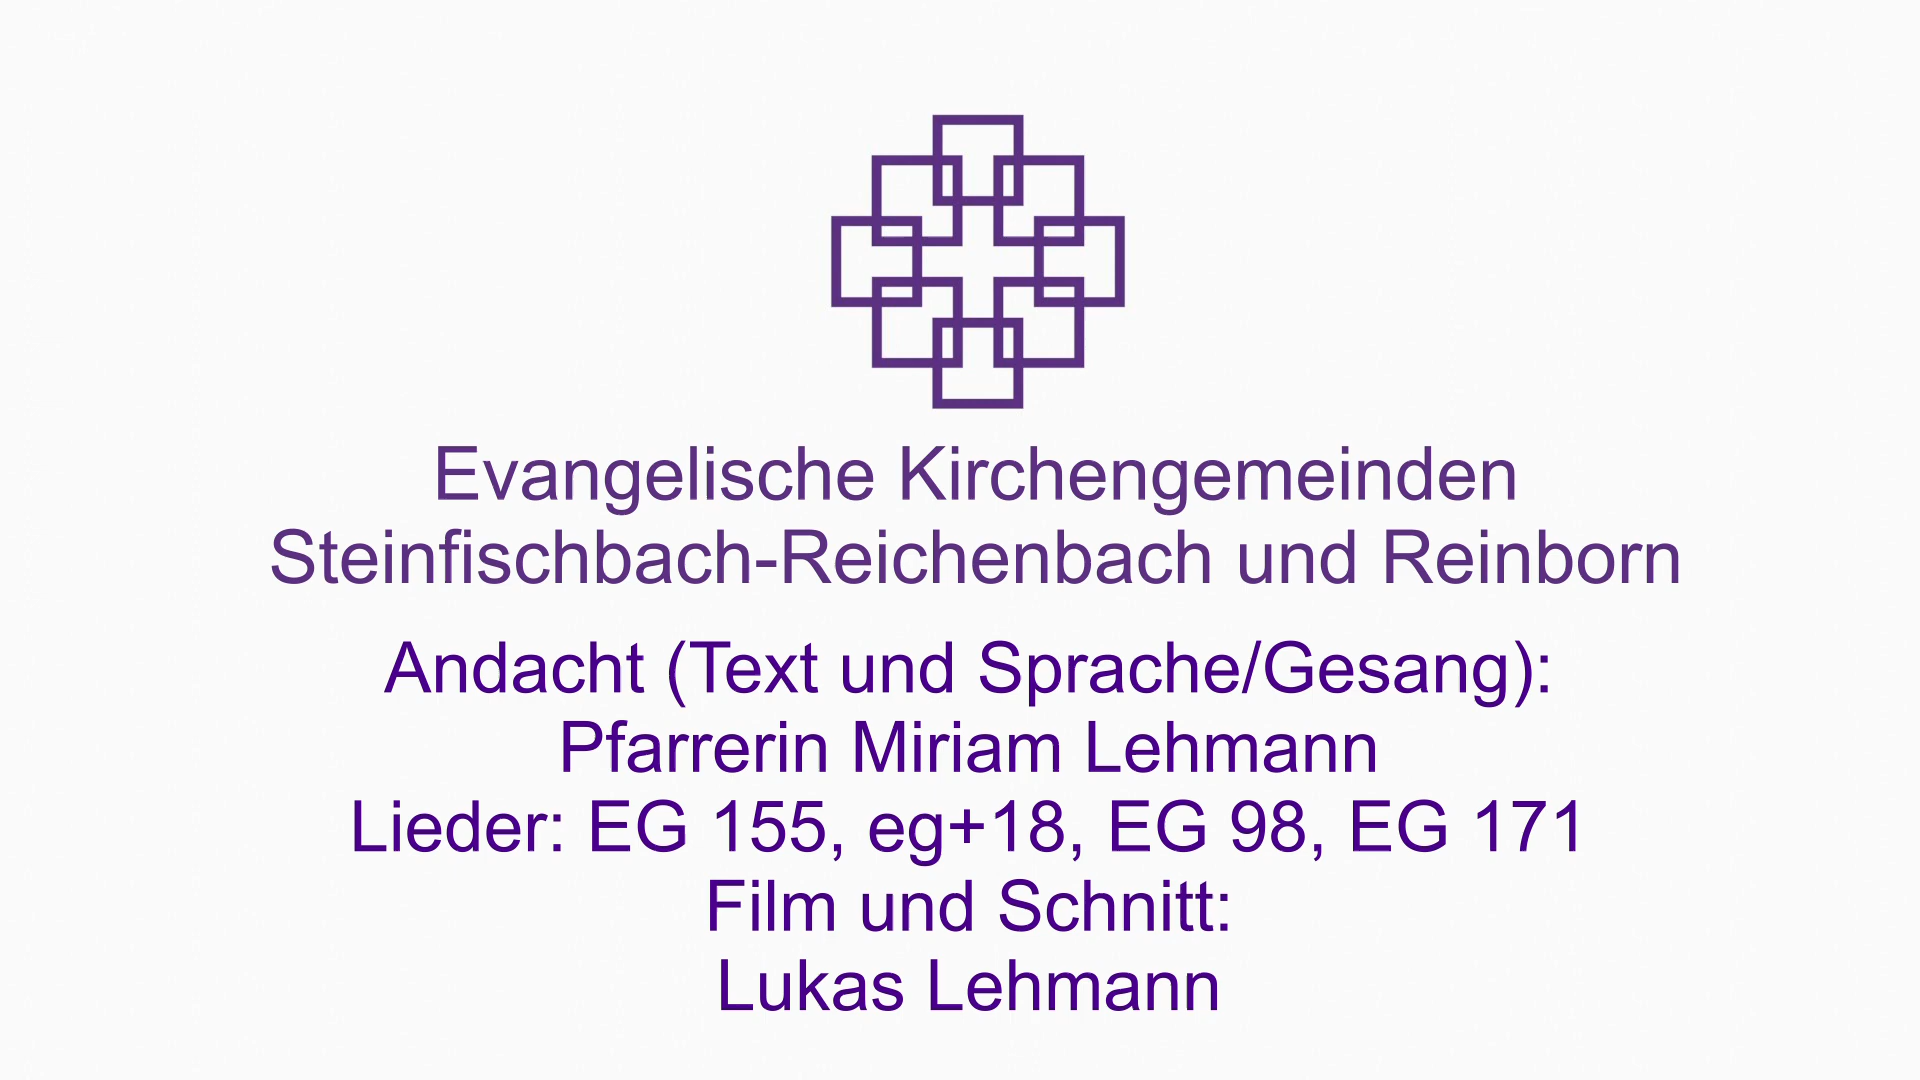 Evangelische Kirchengemeinden
Steinfischbach-Reichenbach und Reinborn
Andacht (Text und Sprache/Gesang):
Pfarrerin Miriam Lehmann
Lieder: EG 155, eg+18, EG 98, EG 171
Film und Schnitt:
Lukas Lehmann